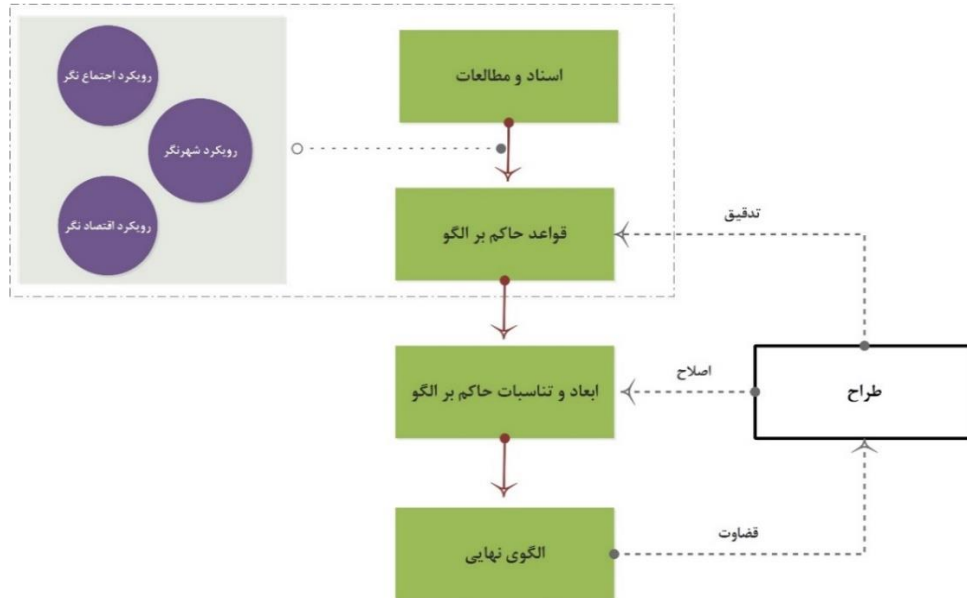 اسناد و مطالعات
رویکرد اجتماع نگر
رویکرد شهرنگر
رویکرد اقتصاد نگر
قواعد حاکم بر الگو
تدقیق
ابعاد و تناسبات حاکم بر الگو
اصلاح
طراح
الگوی نهایی
قضاوت